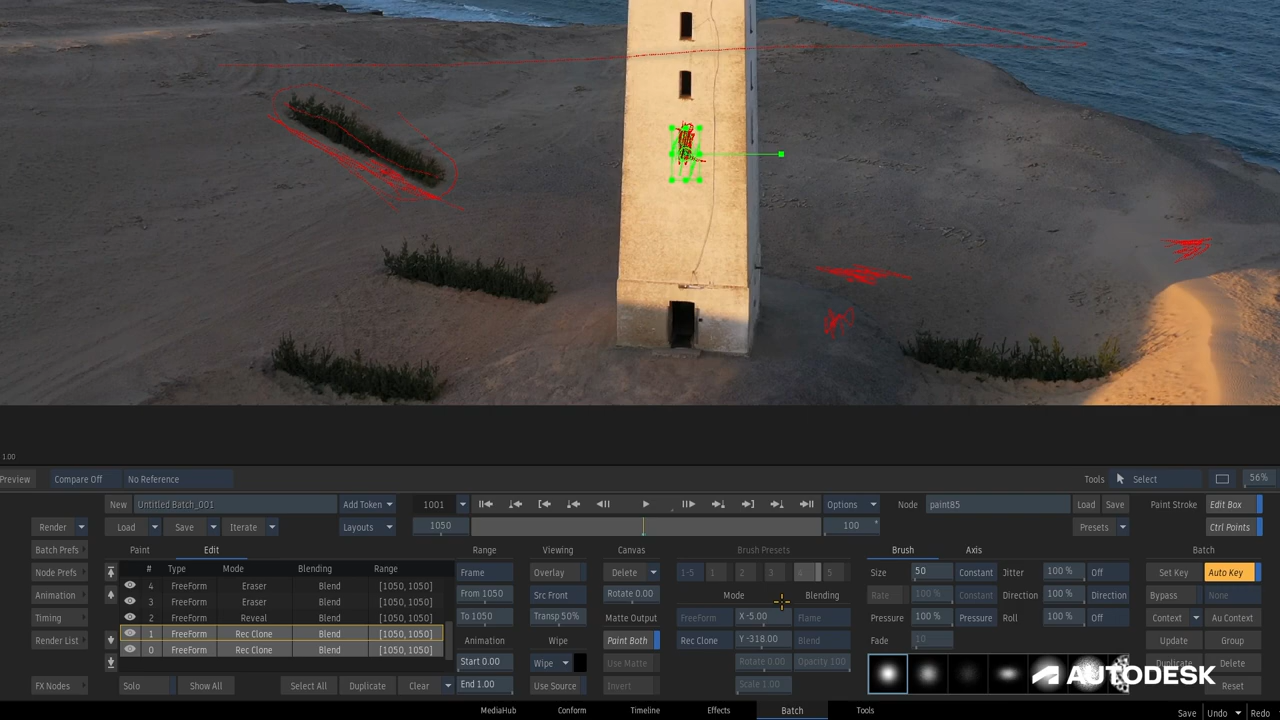 1.00
Preview Compare Off No Reference Tools Select 56%
New Untitled Batch_001 Add Token 1001 Options Node paint85 Load Save Paint Stroke Edit Box
Render Load Save Iterate Layouts 1050 100 Presets Ctrl Points
Batch Prefs Paint Edit Range Viewing Canvas Brush Presets Brush Axis Batch
Node Prefs # Type Mode Blending Range Frame Overlay Delete 1-5 1 2 3 4 5 Size 50 Constant Jitter 100 % Off Set Key Auto Key
Animation 4 FreeForm Eraser Blend [1050, 1050] From 1050 Src Front Rotate 0.00 Mode Blending Rate 100 % Constant Direction 100 % Direction Bypass None
3 FreeForm Eraser Blend [1050, 1050]
Timing 2 FreeForm Reveal Blend [1050, 1050] To 1050 Transp 50% Matte Output FreeForm X -5.00 Flame Pressure 100 % Pressure Roll 100 % Off Context Au Context
1 FreeForm Rec Clone Blend [1050, 1050]
Render List Animation Wipe Paint Both Rec Clone Y -318.00 Blend Fade 10 Update Group
0 FreeForm Rec Clone Blend [1050, 1050]
Start 0.00 Wipe Use Matte Rotate 0.00 Opacity 100 Duplicate Delete
AUTODESK
FX Nodes Solo Show All Select All Duplicate Clear End 1.00 Use Source Invert Scale 1.00 Reset
MediaHub Conform Timeline Effects Batch Tools Save Undo Redo